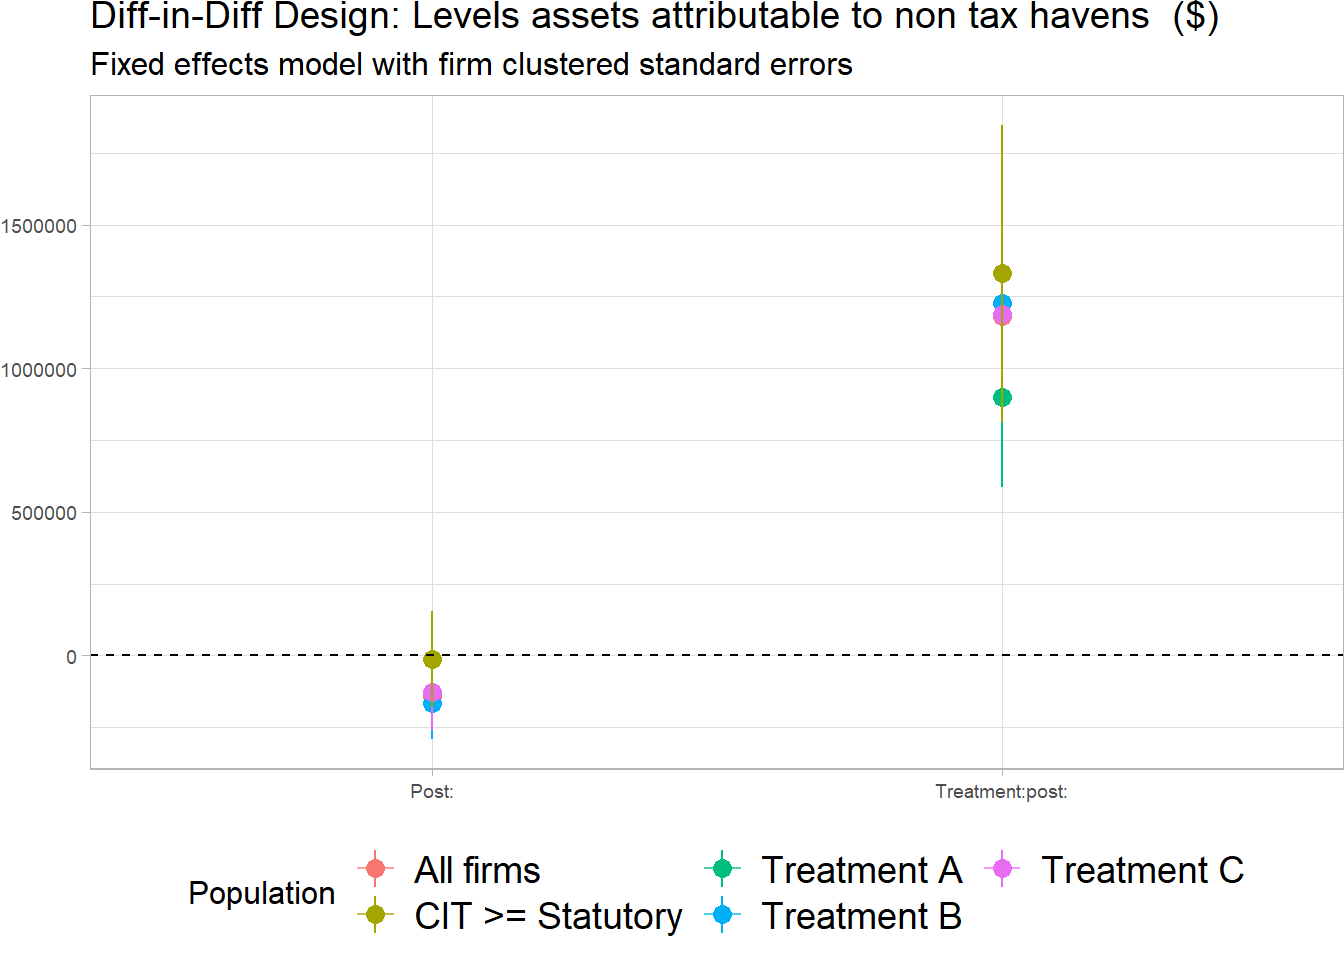 Diff-in-Diff Design: Levels assets attributable to non tax havens  ($)
Fixed effects model with firm clustered standard errors
1500000
1000000
500000
0
Post:
Treatment:post:
Population
All firms
Treatment A
Treatment C
CIT >= Statutory
Treatment B